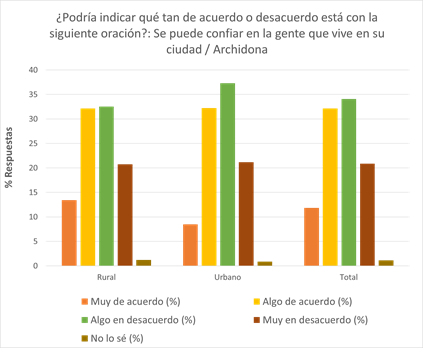 ¿Podría indicar qué tan de acuerdo o desacuerdo está con la
siguiente oración?: Se puede confiar en la gente que vive en su
ciudad / Archidona
% Respuestas
40
35
30
25
20
15
10
5
0
Rural
Urbano
Total
Muy de acuerdo (%)
Algo de acuerdo (%)
Algo en desacuerdo (%)
Muy en desacuerdo (%)
No lo sé (%)